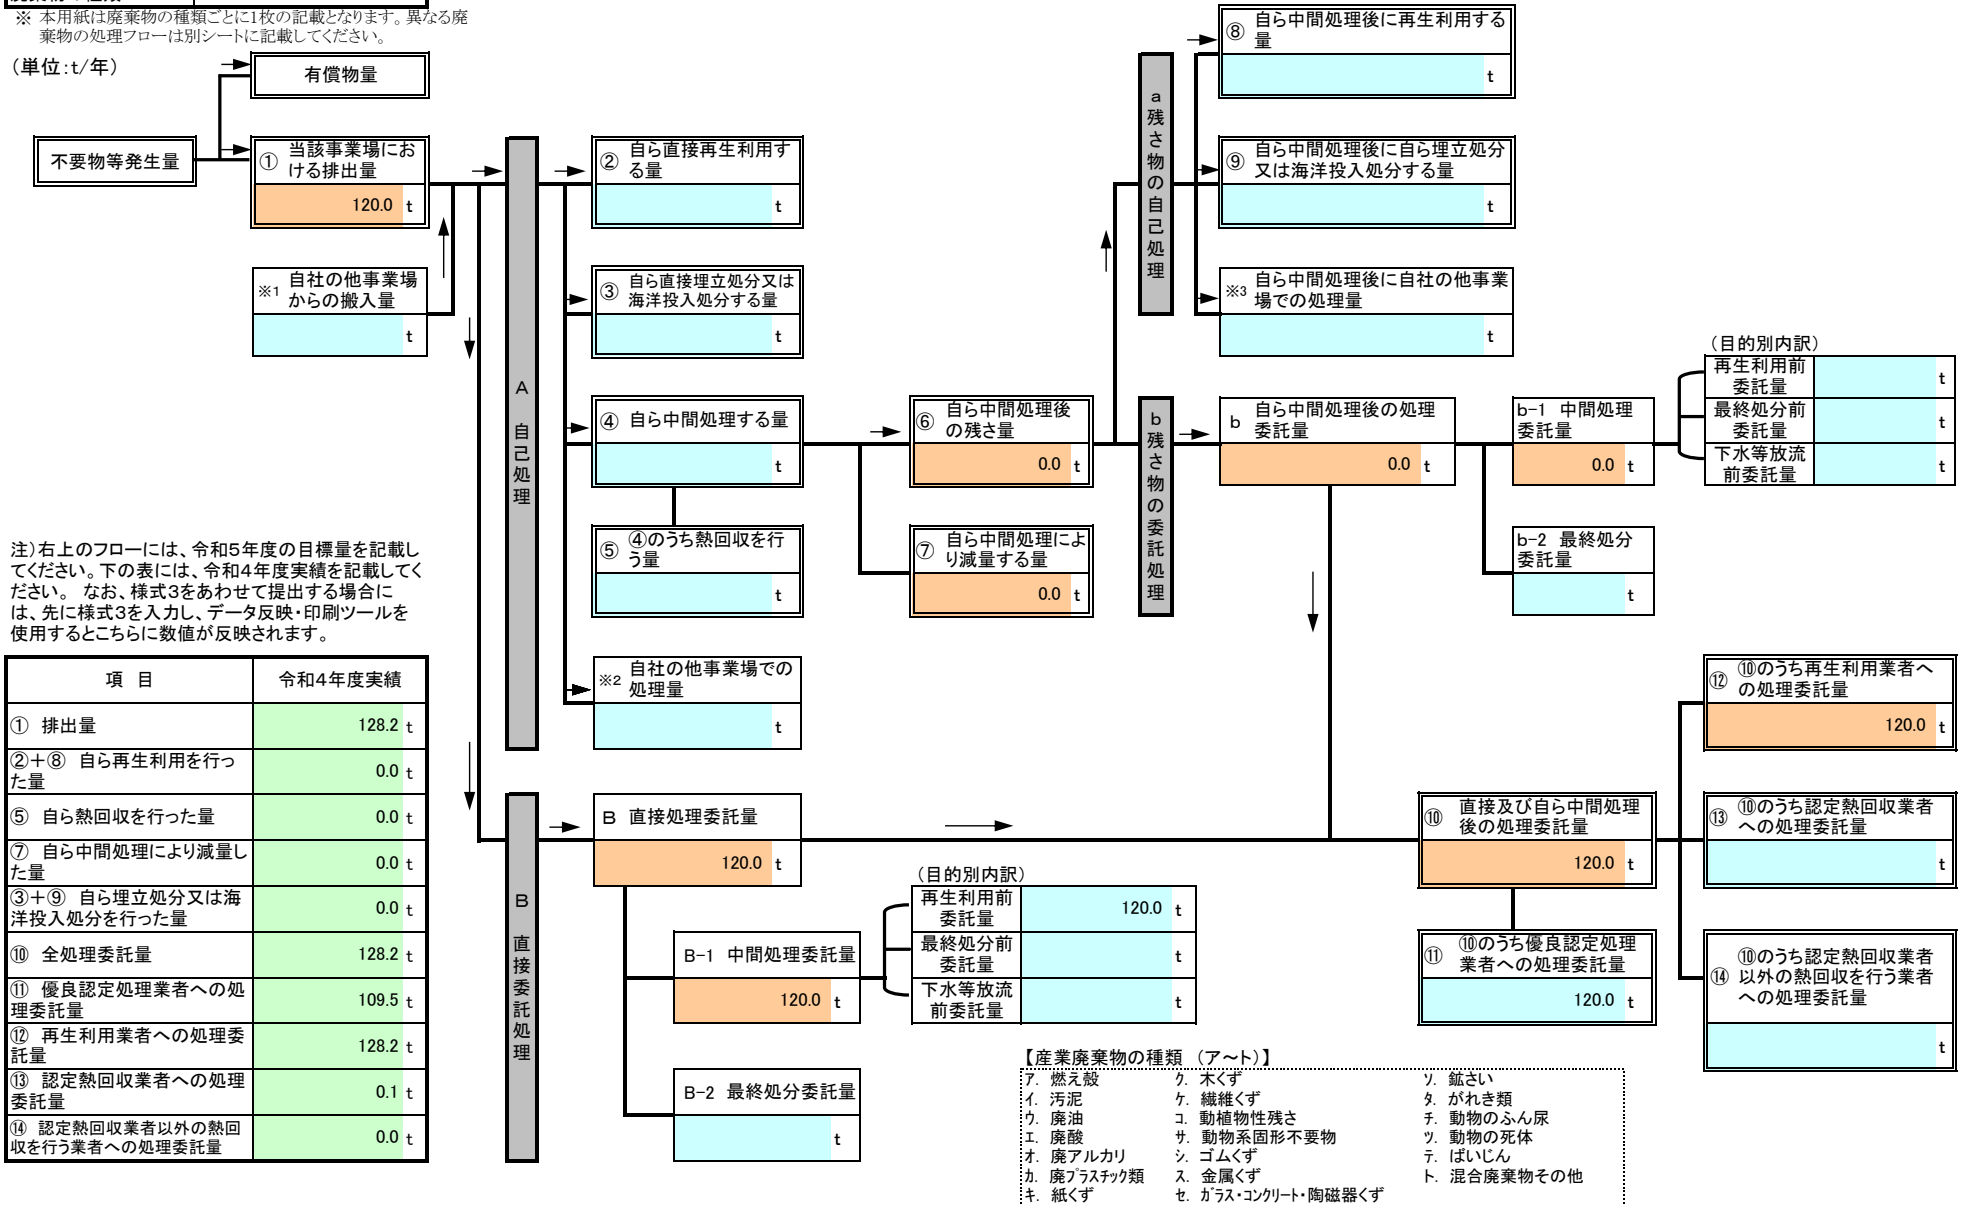 ※ 本用紙は廃棄物の種類ごとに1枚の記載となります。異なる廃
棄物の処理フローは別シートに記載してください。
（単位:t/年）
有償物量
不要物等発生量
① 当該事業場にお
ける排出量
120.0 t
※1 自社の他事業場
からの搬入量
t
A 自己処理
② 自ら直接再生利用す
る量
t
③ 自ら直接埋立処分又は
海洋投入処分する量
t
④ 自ら中間処理する量
t
⑤ ④のうち熱回収を行
う量
t
※2 自社の他事業場での
処理量
t
⑥ 自ら中間処理後
の残さ量
0.0 t
⑦ 自ら中間処理によ
り減量する量
0.0 t
a 残さ物の自己処理
⑧ 自ら中間処理後に再生利用する
量
t
⑨ 自ら中間処理後に自ら埋立処分
又は海洋投入処分する量
t
※3 自ら中間処理後に自社の他事業
場での処理量
t
b 残さ物の委託処理
b 自ら中間処理後の処理
委託量
0.0 t
b-1 中間処理
委託量
0.0 t
（目的別内訳）
再生利用前
委託量
t
最終処分前
委託量
t
下水等放流
前委託量
t
b-2 最終処分
委託量
t
注）右上のフローには、令和5年度の目標量を記載し
てください。下の表には、令和4年度実績を記載してく
ださい。 なお、様式3をあわせて提出する場合に
は、先に様式3を入力し、データ反映・印刷ツールを
使用するとこちらに数値が反映されます。
項 目 令和4年度実績
① 排出量 128.2 t
②＋⑧ 自ら再生利用を行っ
た量 0.0 t
⑤ 自ら熱回収を行った量 0.0 t
⑦ 自ら中間処理により減量し
た量 0.0 t
③＋⑨ 自ら埋立処分又は海
洋投入処分を行った量 0.0 t
⑩ 全処理委託量 128.2 t
⑪ 優良認定処理業者への処
理委託量 109.5 t
⑫ 再生利用業者への処理委
託量 128.2 t
⑬ 認定熱回収業者への処理
委託量 0.1 t
⑭ 認定熱回収業者以外の熱回
収を行う業者への処理委託量 0.0 t
B 直接委託処理
B 直接処理委託量
120.0 t
B-1 中間処理委託量
120.0 t
B-2 最終処分委託量
t
（目的別内訳）
再生利用前
委託量
120.0 t
最終処分前
委託量
t
下水等放流
前委託量
t
⑩ 直接及び自ら中間処理
後の処理委託量
120.0 t
⑪ ⑩のうち優良認定処理
業者への処理委託量
120.0 t
⑫ ⑩のうち再生利用業者へ
の処理委託量
120.0 t
⑬ ⑩のうち認定熱回収業者
への処理委託量
t
⑭ ⑩のうち認定熱回収業者
以外の熱回収を行う業者
への処理委託量
t
【産業廃棄物の種類 （ア～ト）】
ア. 燃え殻 ク. 木くず ソ. 鉱さい
イ. 汚泥 ケ. 繊維くず タ. がれき類
ウ. 廃油 コ. 動植物性残さ チ. 動物のふん尿
エ. 廃酸 サ. 動物系固形不要物 ツ. 動物の死体
オ. 廃アルカリ シ. ゴムくず テ. ばいじん
カ. 廃プラスチック類 ス. 金属くず ト. 混合廃棄物その他
キ. 紙くず セ. ガラス・コンクリート・陶磁器くず